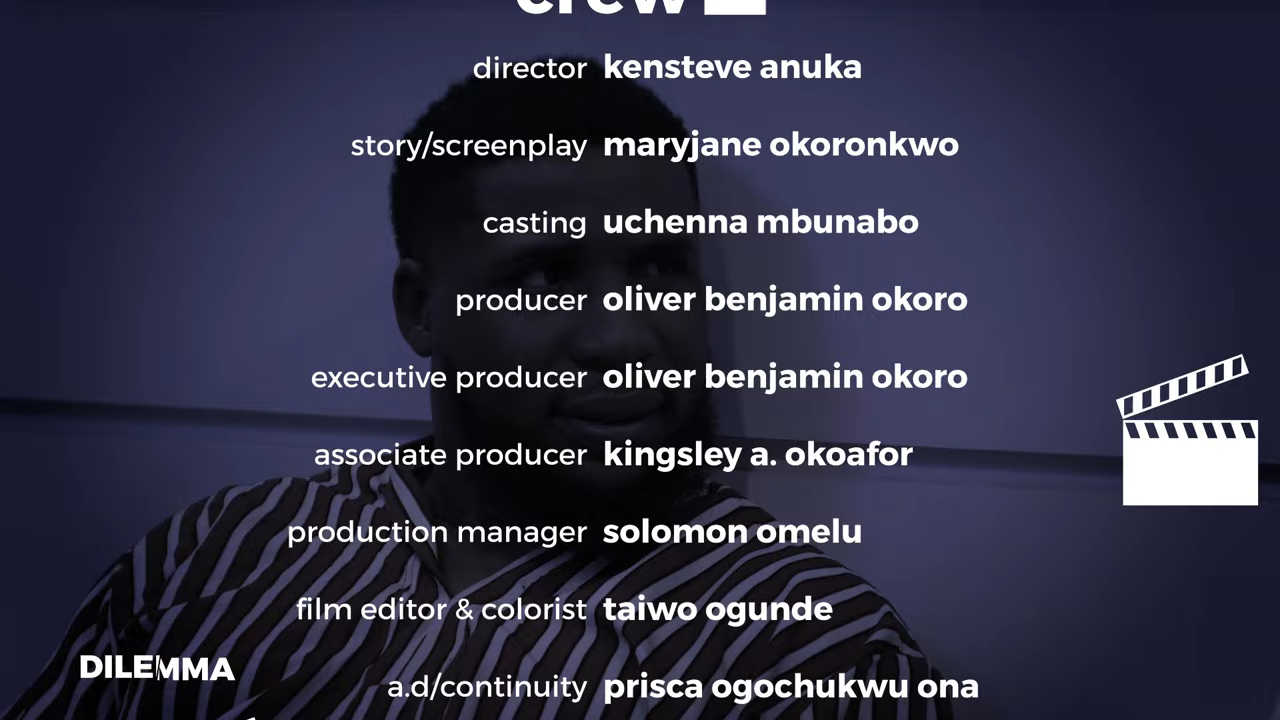 crew
director kensteve anuka
story/screenplay maryjane okoronkwo
casting uchenna mbunabo
producer oliver benjamin okoro
executive producer oliver benjamin okoro
associate producer kingsley a. okoafor
production manager solomon omelu
film editor & colorist taiwo ogunde
DILEMMA
a.d/continuity prisca ogochukwu ona